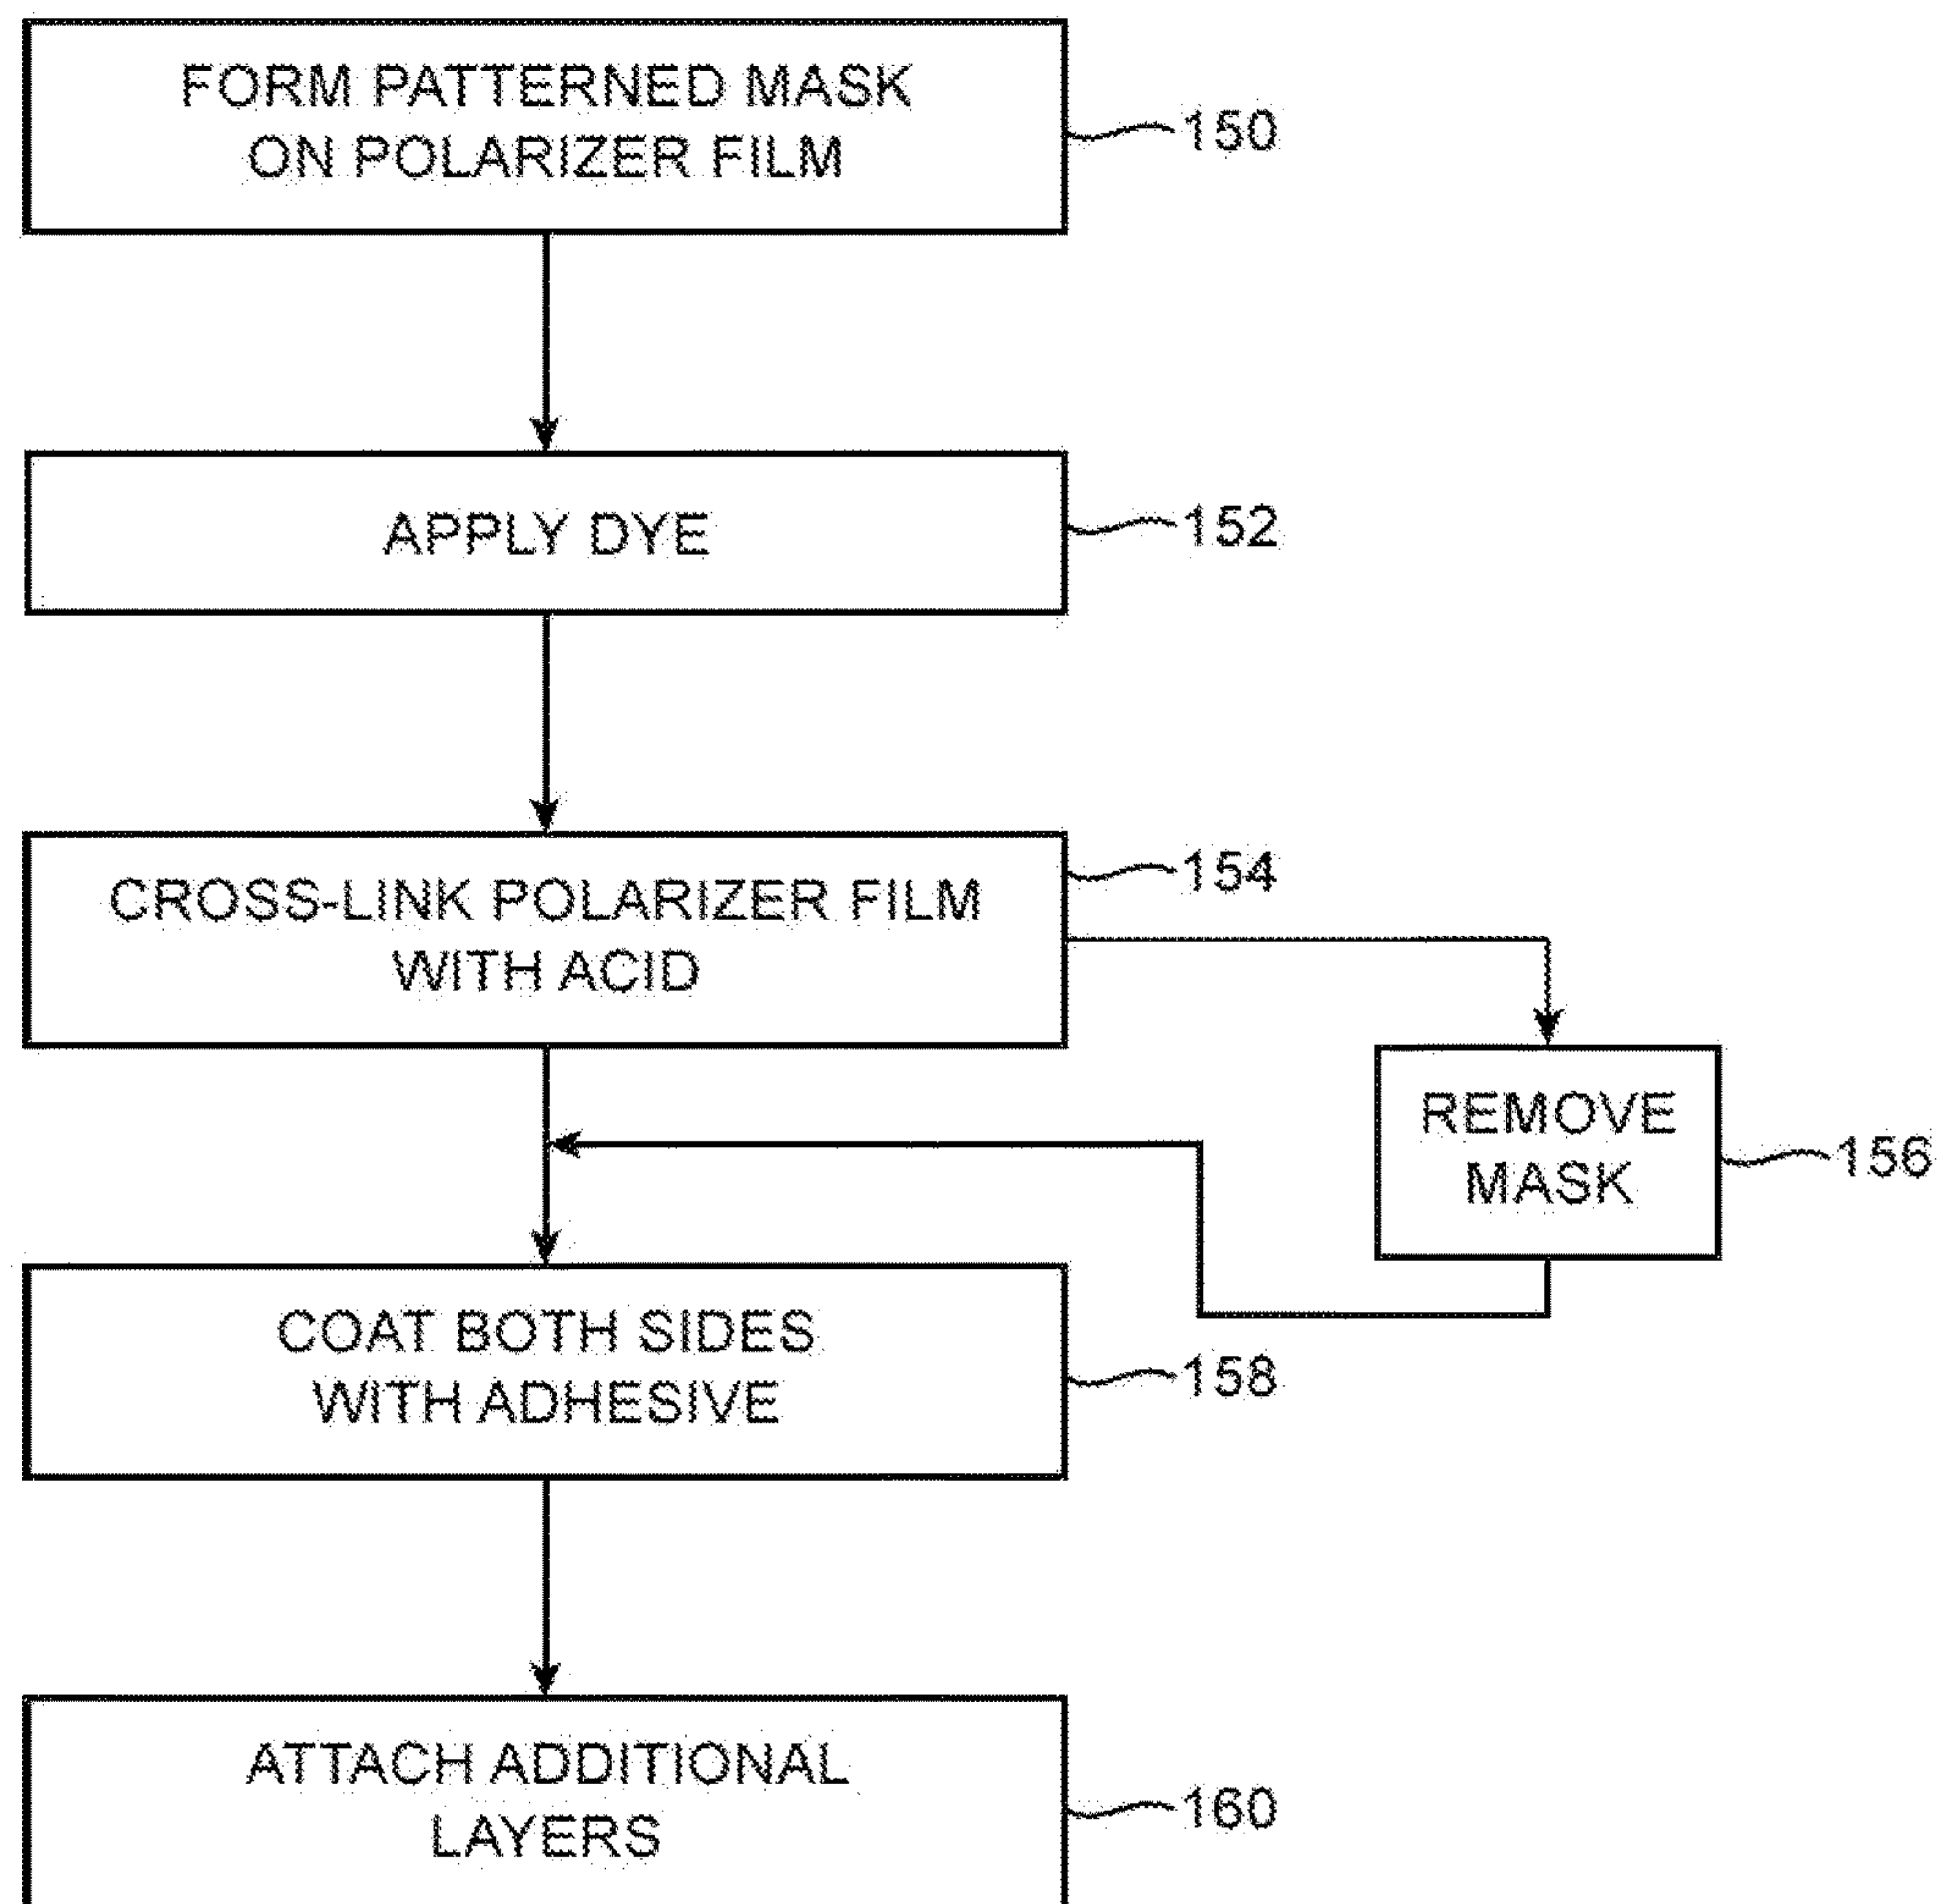 FORM PATTERNED MASK
ON POLARIZER FILM
150
APPLY DYE
152
CROSS-LINK POLARIZER FILM
WITH ACID
154
REMOVE
MASK
156
COAT BOTH SIDES
WITH ADHESIVE
158
ATTACH ADDITIONAL
LAYERS
160